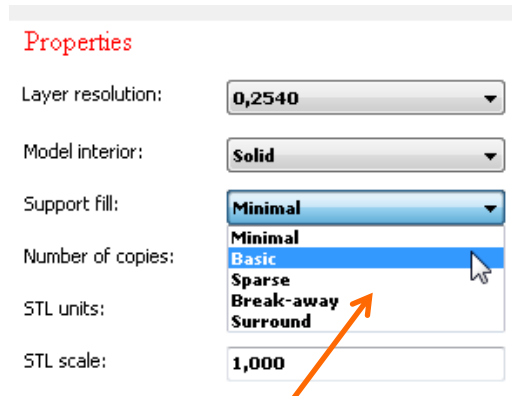 Properties
Layer resolution: 0,2540
Model interior: Solid
Support fill: Minimal
Minimal
Number of copies: Basic
Sparse
STL units: Break-away
Surround
STL scale: 1,000